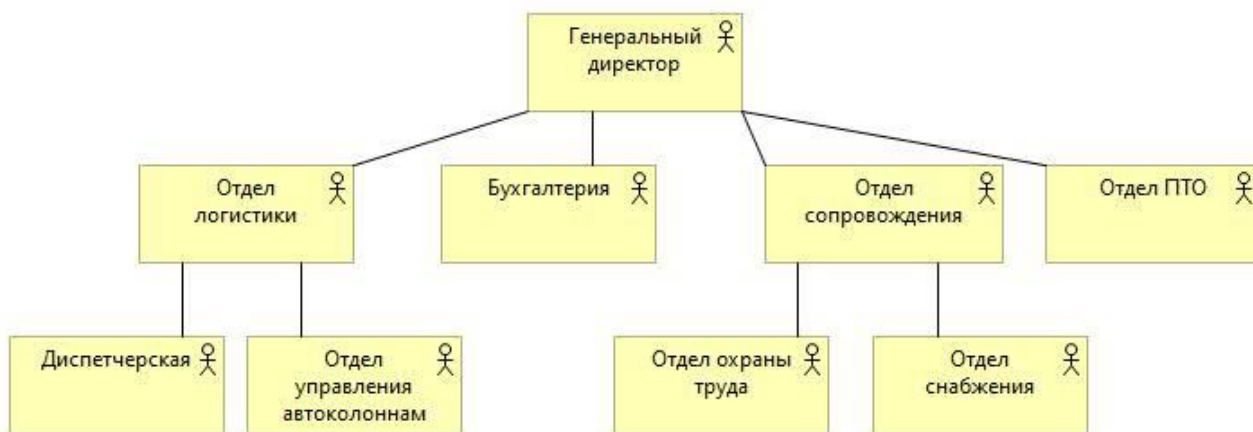 Генеральный
директор
Отдел
логистики
Бухгалтерия
Отдел
сопровождения
Отдел ПТО
Диспетчерская
Отдел
управления
автоколоннам
Отдел охраны
труда
Отдел
снабжения